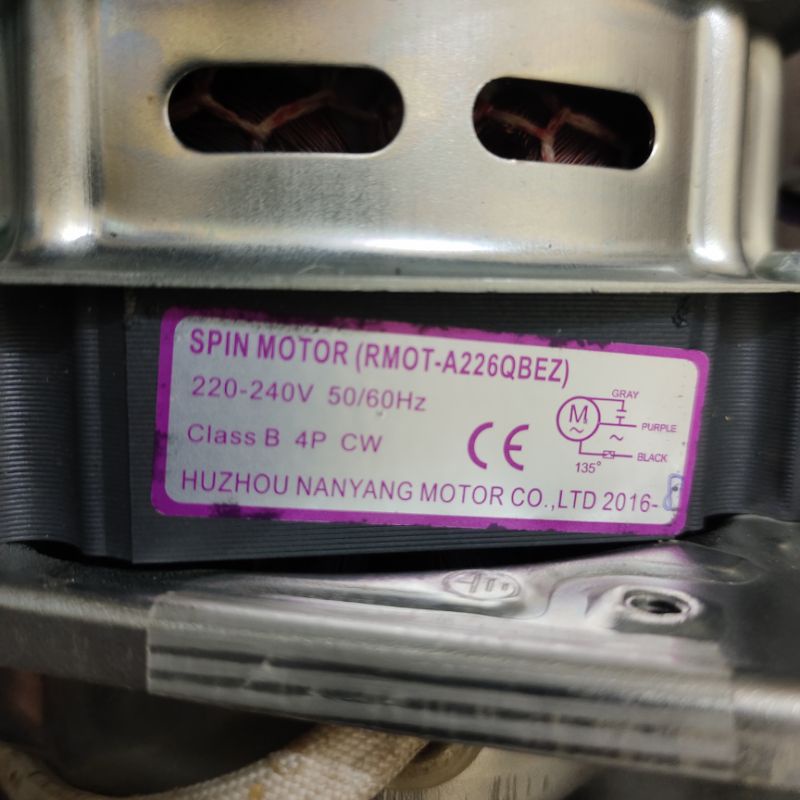 SPIN MOTOR (RMOT-A226QBEZ)
220-240V 50/60Hz
Class B 4P CW
CE
M
~
GRAY
PURPLE
~
BLACK
135°
HUZHOU NANYANG MOTOR CO.,LTD 2016-8